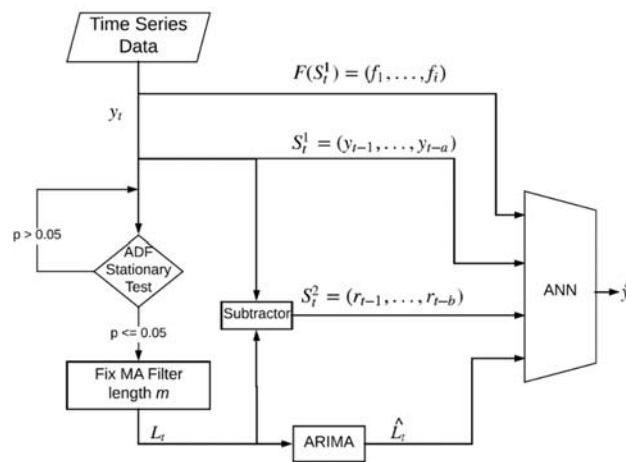 Time Series
Data
F(S_t^1) = (f_1, . . . , f_i)
y_t
S_t^1 = (y_{t-1}, . . . , y_{t-a})
p > 0.05
ADF
Stationary
Test
S_t^2 = (r_{t-1}, . . . , r_{t-b})
Subtractor
ANN
ŷ
p <= 0.05
Fix MA Filter
length m
L_t
ARIMA
L̂_t